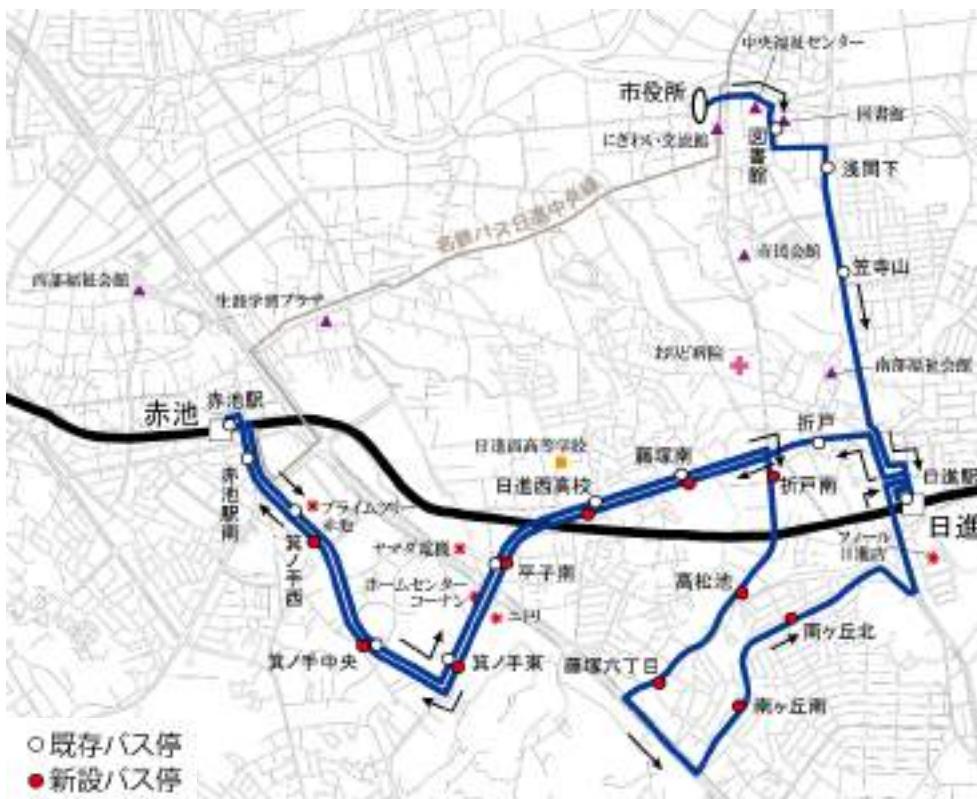 中央福祉センター
市役所
図書館
にぎわい交流館
図書館
浅間下
名鉄バス日進中央線
市民会館
笠寺山
西部福祉会館
生涯学習プラザ
おりど病院
南部福祉会館
赤池
赤池駅
折戸
日進西高等学校
藤塚南
日進駅
日進西高校
折戸南
赤池駅南
プライムツリー
赤池
日進
箕ノ手西
ヤマダ電機
平子南
ホームセンター
コーナン
ニトリ
高松池
南ヶ丘北
箕ノ手中央
箕ノ手東
藤塚六丁目
南ヶ丘南
既存バス停
新設バス停